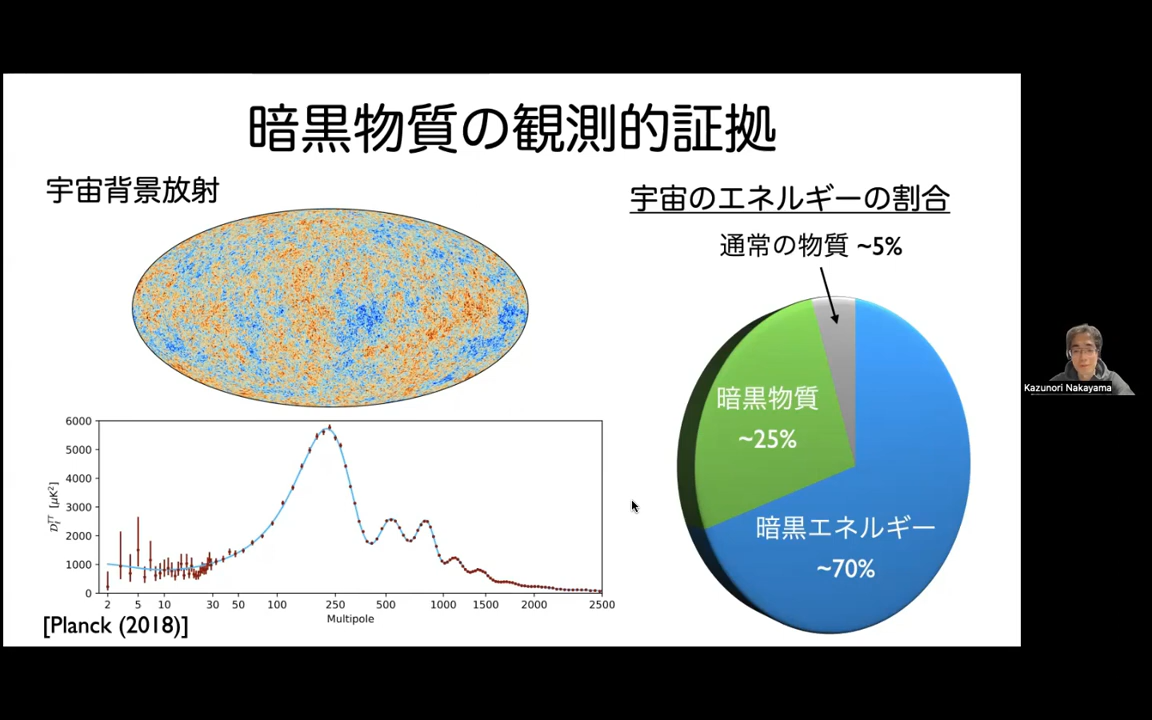 暗黒物質の観測的証拠
宇宙背景放射
6000
5000
4000
3000
2000
1000
0
D_ℓ^TT [μK²]
2 5 10 30 50 100 250 500 1000 1500 2000 2500
Multipole
[Planck (2018)]
宇宙のエネルギーの割合
通常の物質 ~5%
暗黒物質
~25%
暗黒エネルギー
~70%
Kazunori Nakayama